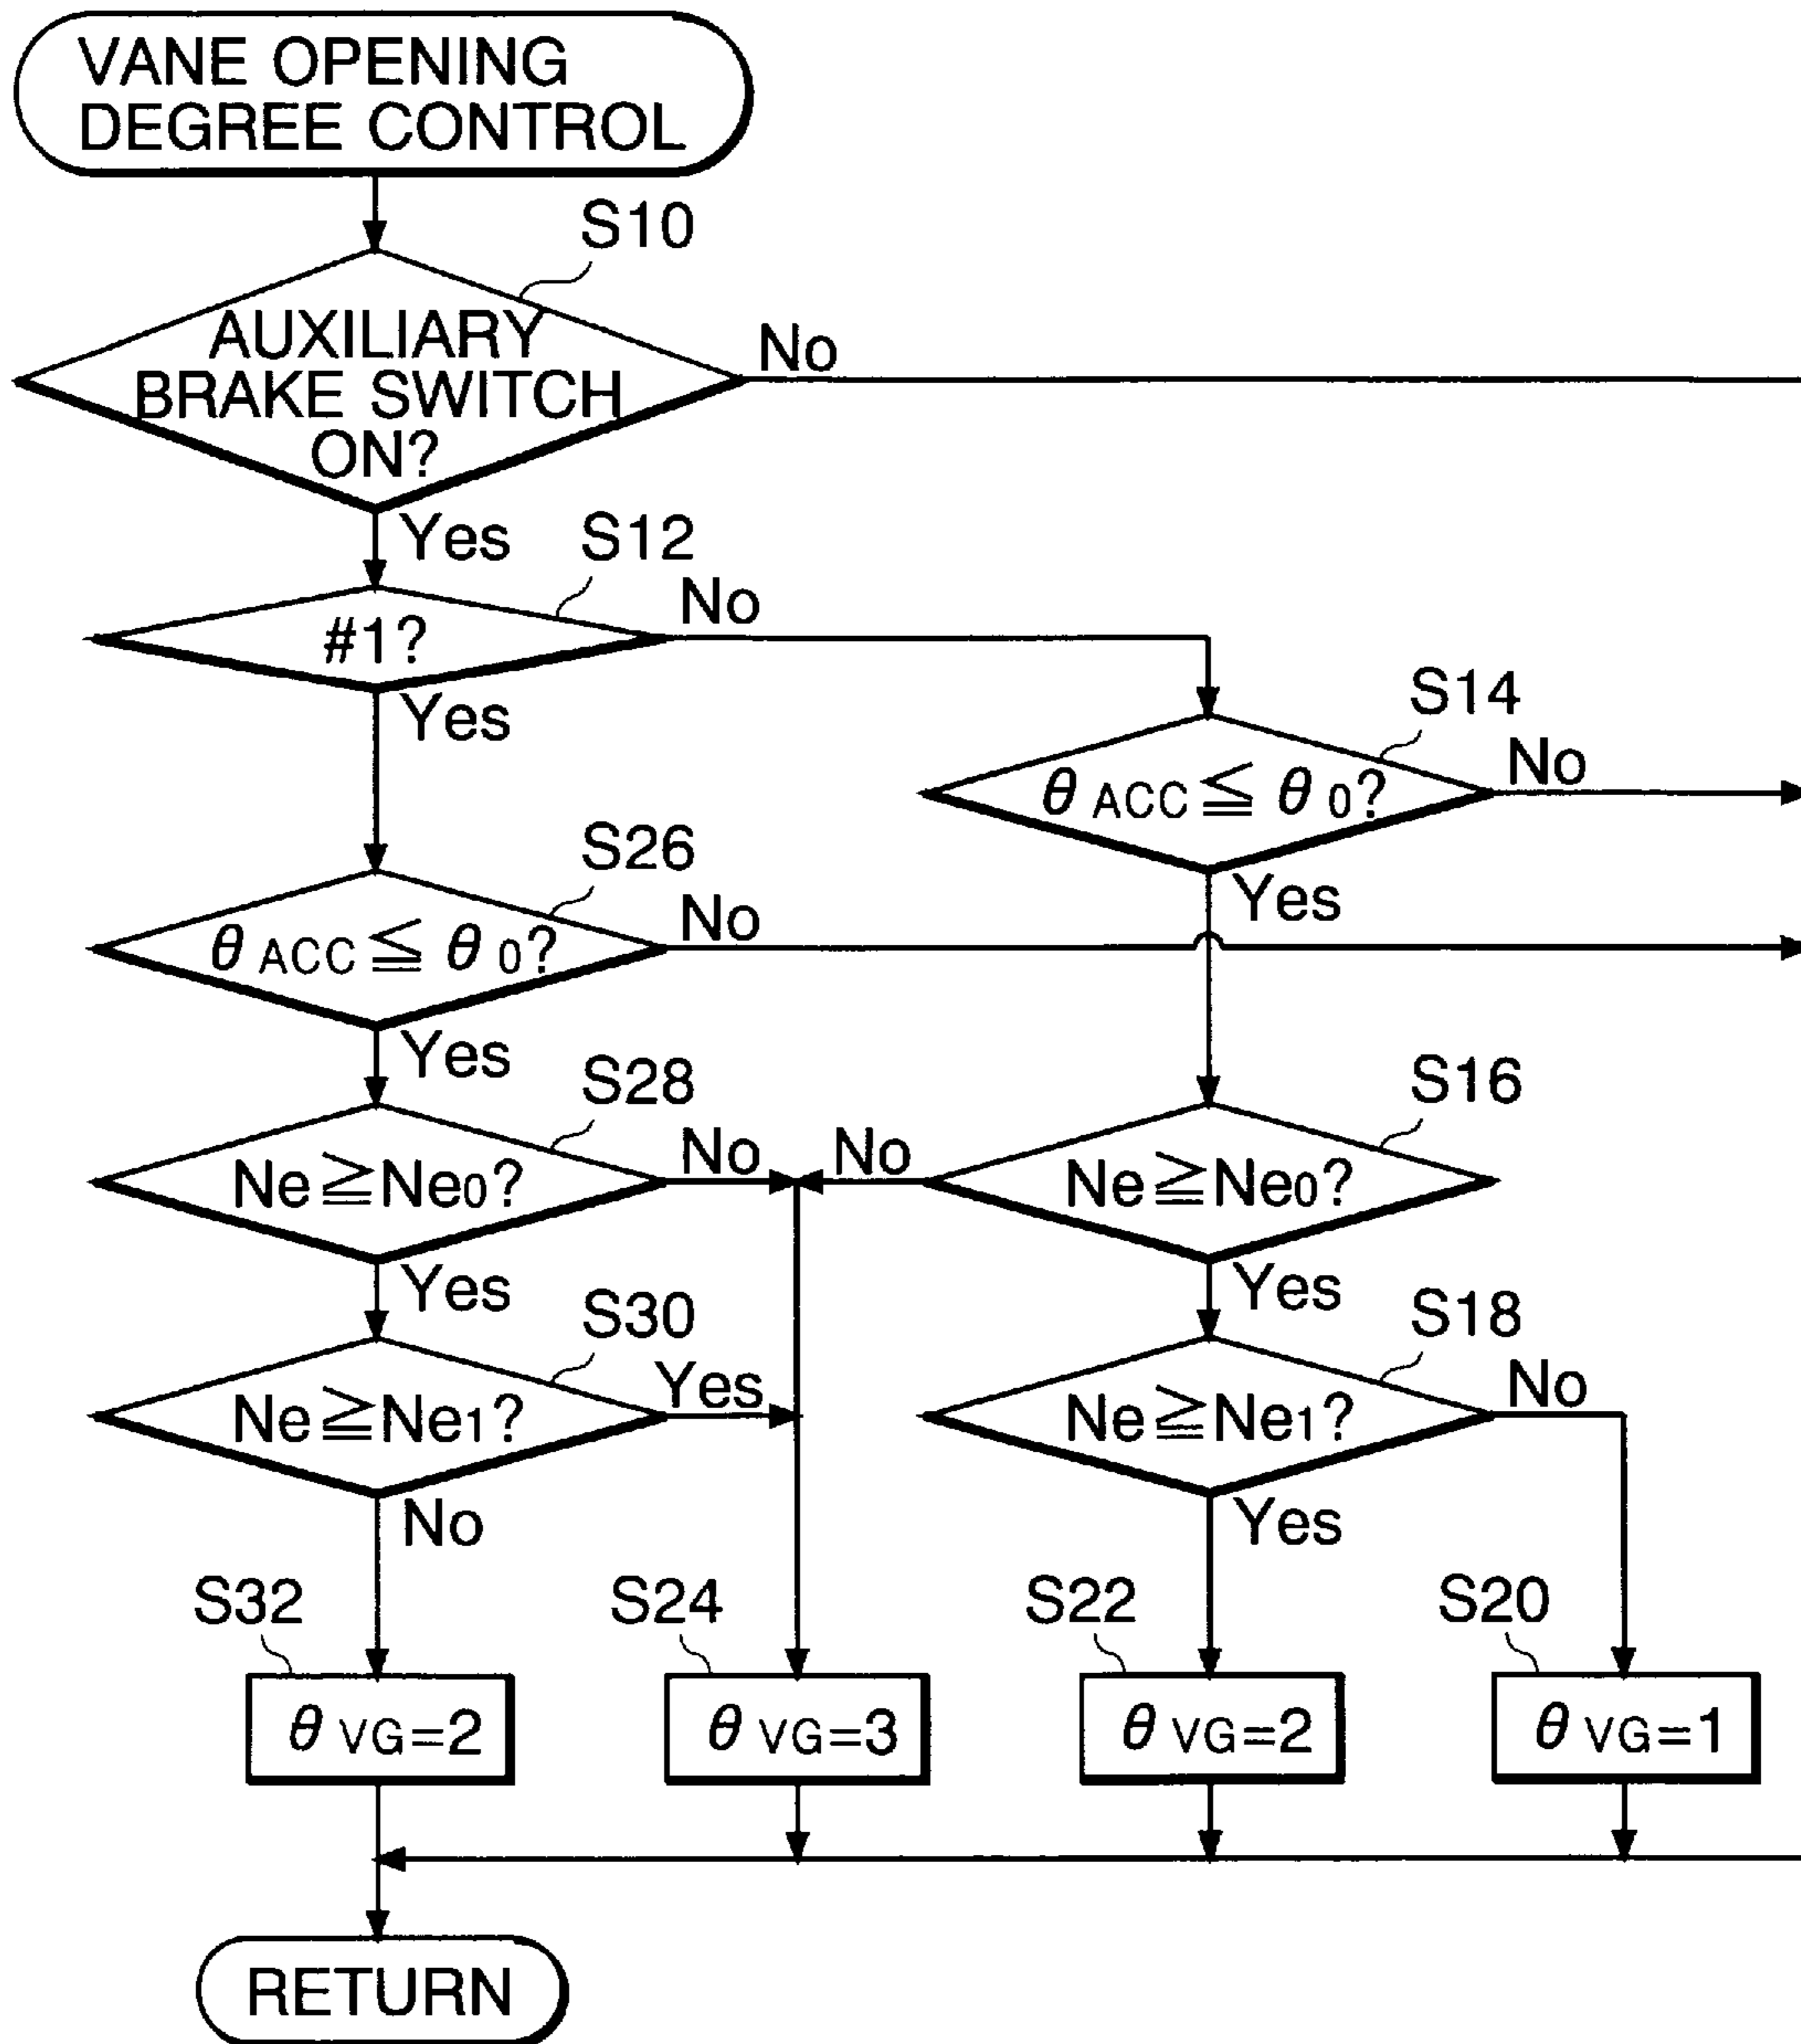 VANE OPENING
DEGREE CONTROL
S10
AUXILIARY
BRAKE SWITCH
ON?
No
Yes
S12
#1?
No
Yes
S14
θ ACC ≦ θ 0?
No
Yes
S26
θ ACC ≦ θ 0?
No
Yes
S28
Ne≧Ne0?
No
Yes
S16
Ne≧Ne0?
No
Yes
S30
Ne≧Ne1?
Yes
No
S18
Ne≧Ne1?
No
Yes
S32
θ VG=2
S24
θ VG=3
S22
θ VG=2
S20
θ VG=1
RETURN